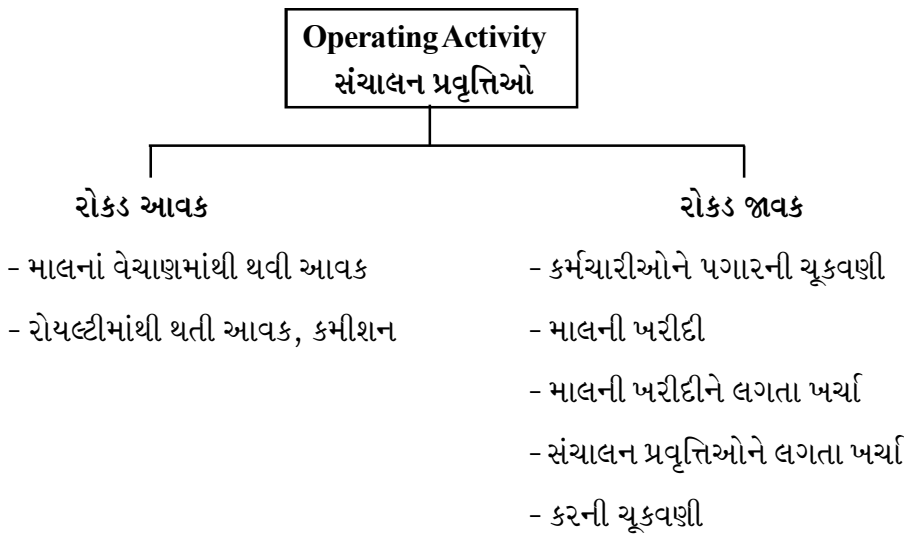 Operating Activity
સંચાલન પ્રવૃત્તિઓ
રોકડ આવક
- માલનાં વેચાણમાંથી થવી આવક
- રોયલ્ટીમાંથી થતી આવક, કમીશન
રોકડ જાવક
- કર્મચારીઓને પગારની ચૂકવણી
- માલની ખરીદી
- માલની ખરીદીને લગતા ખર્ચા
- સંચાલન પ્રવૃત્તિઓને લગતા ખર્ચા
- કરની ચૂકવણી